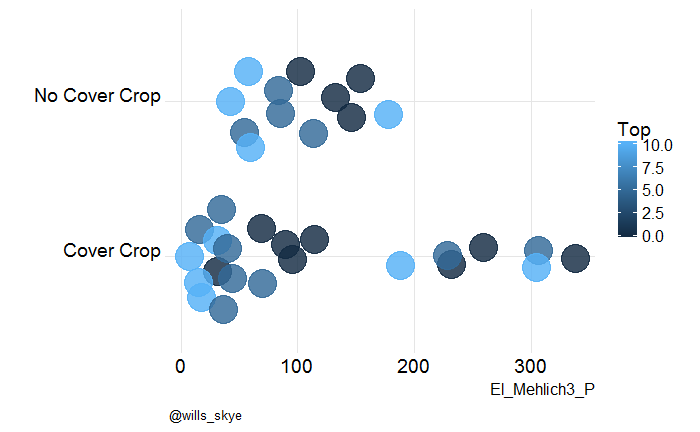 No Cover Crop
Cover Crop
0 100 200 300
El_Mehlich3_P
@wills_skye
Top
10.0
7.5
5.0
2.5
0.0